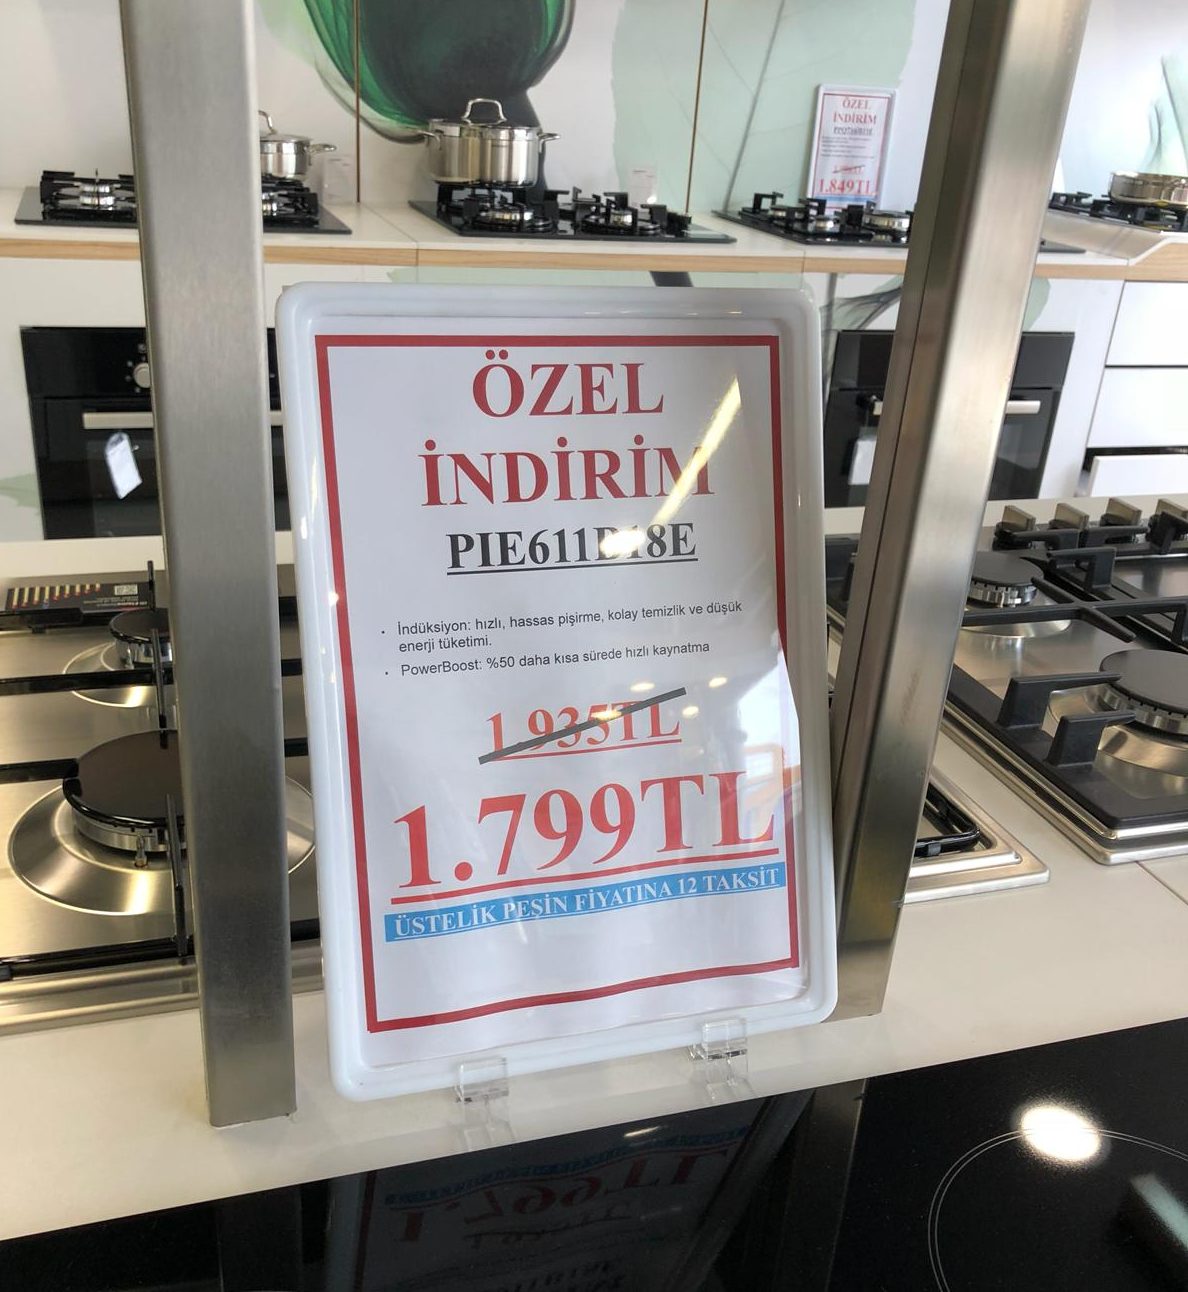 ÖZEL
İNDİRİM
1.849TL
ÖZEL
İNDİRİM
· İndüksiyon: hızlı, hassas pişirme, kolay temizlik ve düşük
enerji tüketimi.
· PowerBoost: %50 daha kısa sürede hızlı kaynatma
1.935TL
1.799TL
ÜSTELİK PEŞİN FİYATINA 12 TAKSİT